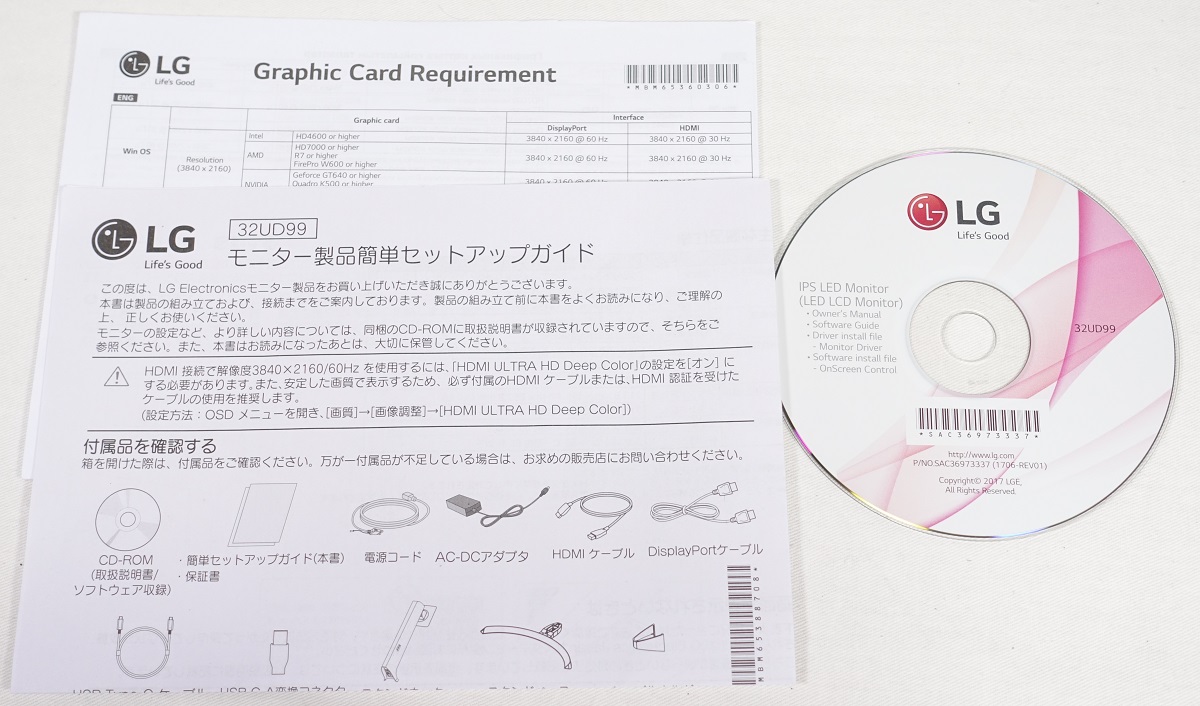 LG
Life's Good
Graphic Card Requirement
*MBM65360306*
ENG
Graphic card
Interface
DisplayPort
HDMI
Win OS
Resolution
(3840 x 2160)
Intel
HD4600 or higher
3840 x 2160 @ 60 Hz
3840 x 2160 @ 30 Hz
AMD
HD7000 or higher
R7 or higher
FirePro W600 or higher
3840 x 2160 @ 60 Hz
3840 x 2160 @ 30 Hz
NVIDIA
Geforce GT640 or higher
Quadro K500 or higher
3840 x 2160 @ 60 Hz
LG
Life's Good
32UD99
モニター製品簡単セットアップガイド
この度は、LG Electronicsモニター製品をお買い上げいただき誠にありがとうございます。
本書は製品の組み立ておよび、接続までをご案内しております。製品の組み立て前に本書をよくお読みになり、ご理解の
上、 正しくお使いください。
モニターの設定など、より詳しい内容については、同梱のCD-ROMに取扱説明書が収録されていますので、そちらをご
参照ください。また、本書はお読みになったあとは、大切に保管してください。
HDMI 接続で解像度3840×2160/60Hz を使用するには、「HDMI ULTRA HD Deep Color」の設定を[オン] に
する必要があります。また、安定した画質で表示するため、必ず付属のHDMI ケーブルまたは、HDMI 認証を受けた
ケーブルの使用を推奨します。
(設定方法：OSD メニューを開き、[画質]→[画像調整]→[HDMI ULTRA HD Deep Color])
付属品を確認する
箱を開けた際は、付属品をご確認ください。万が一付属品が不足している場合は、お求めの販売店にお問い合わせください。
CD-ROM
(取扱説明書/
ソフトウェア収録)
・簡単セットアップガイド(本書)
・保証書
電源コード
AC-DCアダプタ
HDMI ケーブル
DisplayPortケーブル
*MBM65388708*
USB Type-C ケーブル
USB C-A変換コネクタ
LG
Life's Good
IPS LED Monitor
(LED LCD Monitor)
• Owner's Manual
• Software Guide
• Driver install file
- Monitor Driver
• Software install file
- OnScreen Control
32UD99
*SAC36973337*
http://www.lg.com
P/NO.SAC36973337 (1706-REV01)
Copyright© 2017 LGE,
All Rights Reserved.